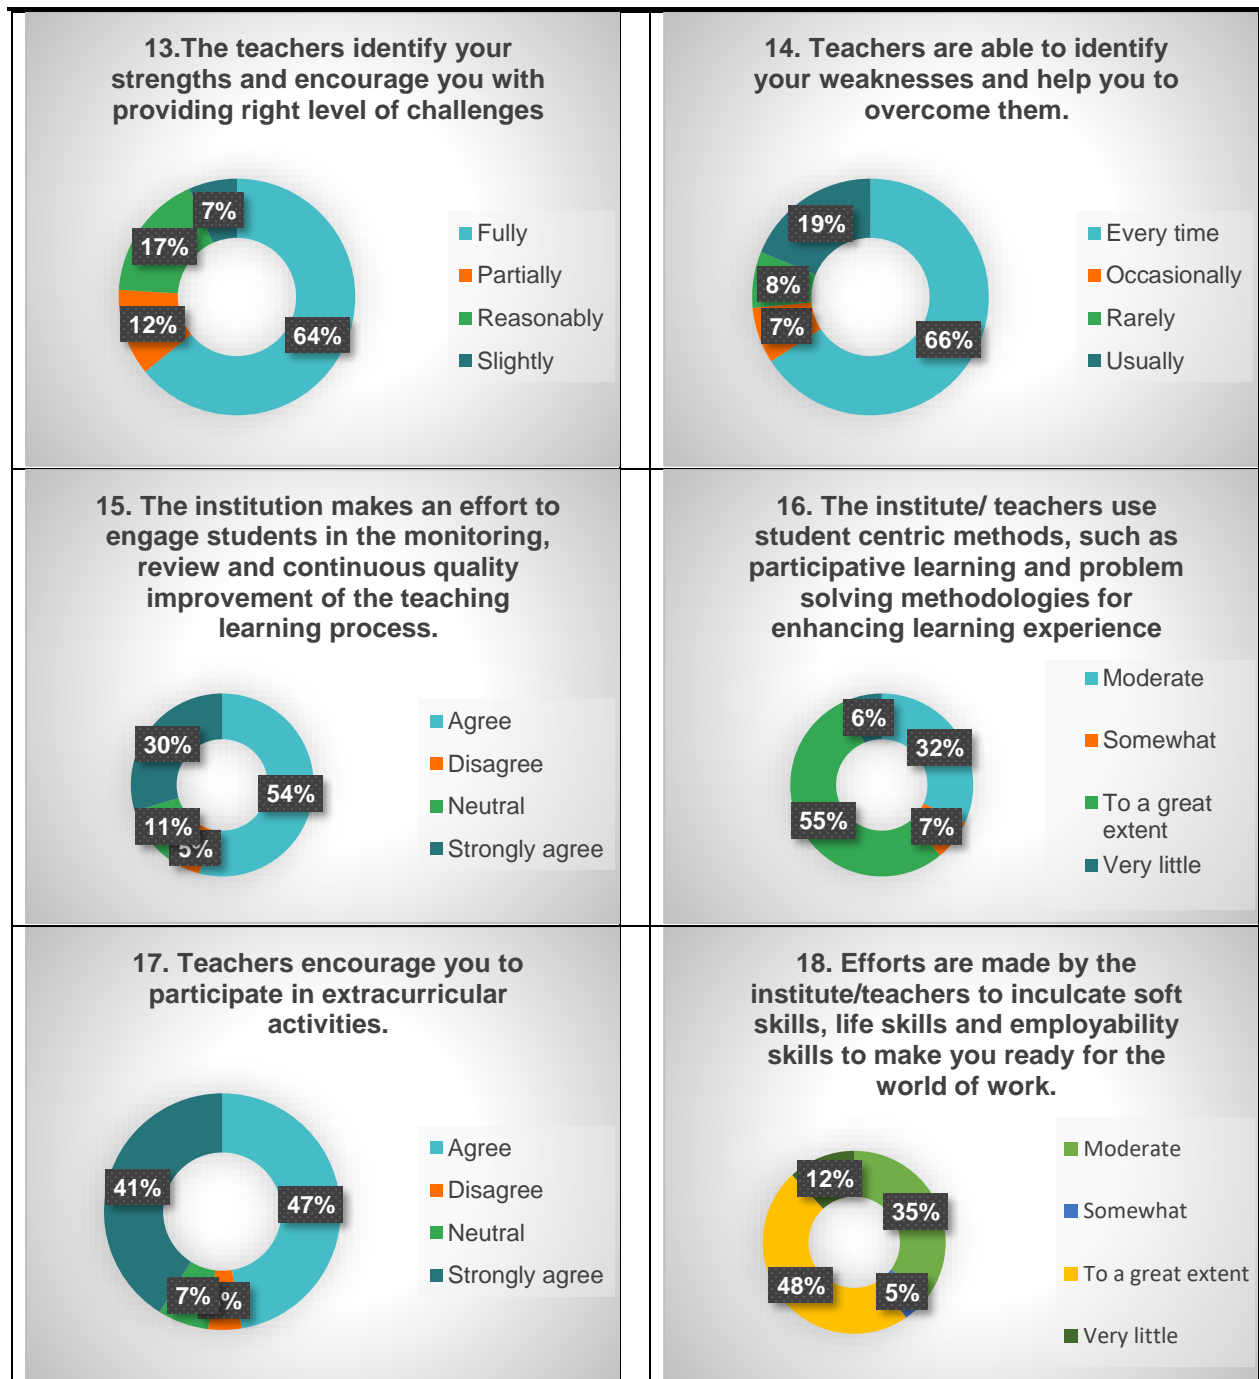 13.The teachers identify your
strengths and encourage you with
providing right level of challenges
7%
17%
12%
64%
Fully
Partially
Reasonably
Slightly
14. Teachers are able to identify
your weaknesses and help you to
overcome them.
19%
8%
7%
66%
Every time
Occasionally
Rarely
Usually
15. The institution makes an effort to
engage students in the monitoring,
review and continuous quality
improvement of the teaching
learning process.
30%
54%
11%
5%
Agree
Disagree
Neutral
Strongly agree
16. The institute/ teachers use
student centric methods, such as
participative learning and problem
solving methodologies for
enhancing learning experience
6%
32%
55%
7%
Moderate
Somewhat
To a great
extent
Very little
17. Teachers encourage you to
participate in extracurricular
activities.
41%
47%
7%
%
Agree
Disagree
Neutral
Strongly agree
18. Efforts are made by the
institute/teachers to inculcate soft
skills, life skills and employability
skills to make you ready for the
world of work.
12%
35%
48%
5%
Moderate
Somewhat
To a great extent
Very little